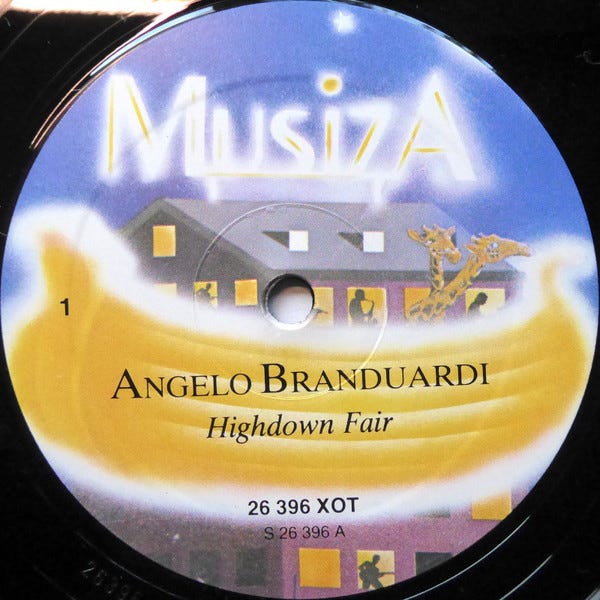 MusizA
1
ANGELO BRANDUARDI
Highdown Fair
26 396 XOT
S 26 396 A